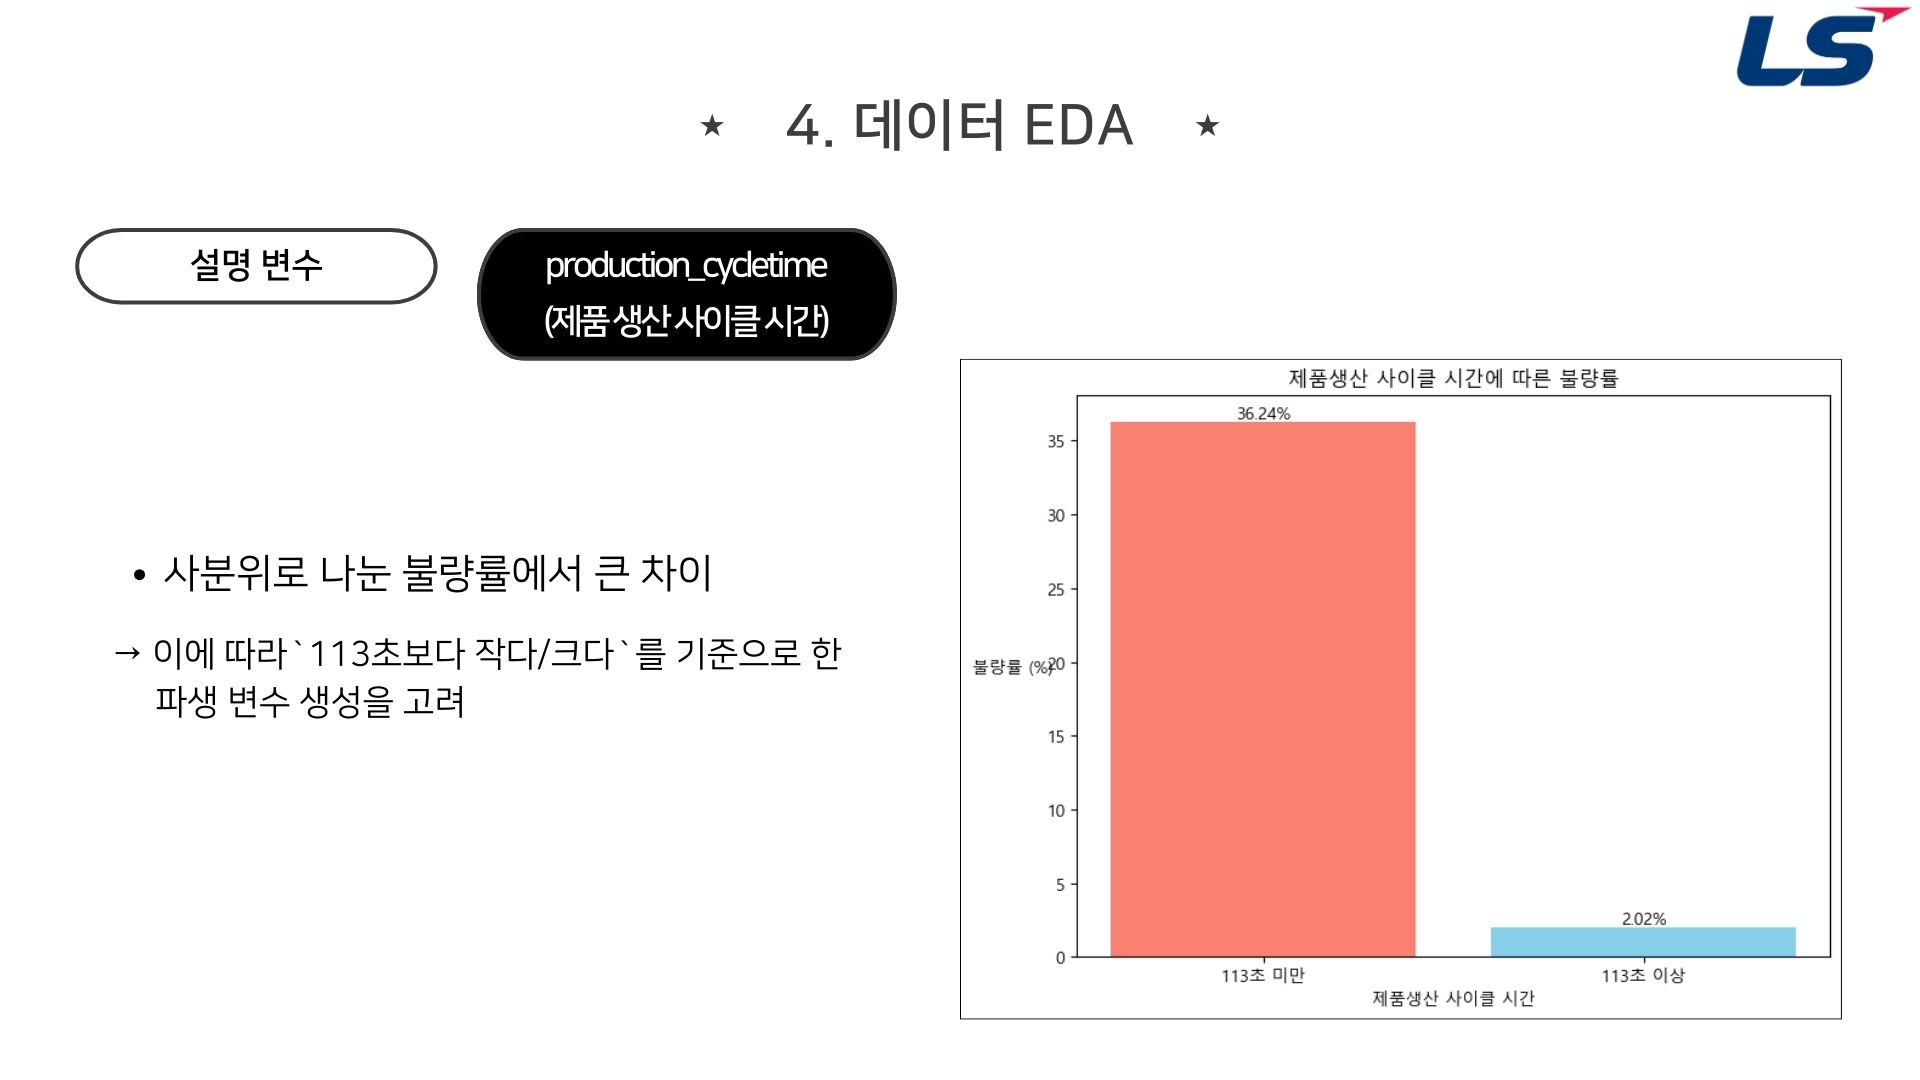 LS
★ 4. 데이터 EDA ★
설명 변수
production_cycletime
(제품 생산 사이클 시간)
• 사분위로 나눈 불량률에서 큰 차이
→ 이에 따라`113초보다 작다/크다`를 기준으로 한
파생 변수 생성을 고려
제품생산 사이클 시간에 따른 불량률
36.24%
35
30
25
불량률 (%)
20
15
10
5
2.02%
0
113초 미만
113초 이상
제품생산 사이클 시간